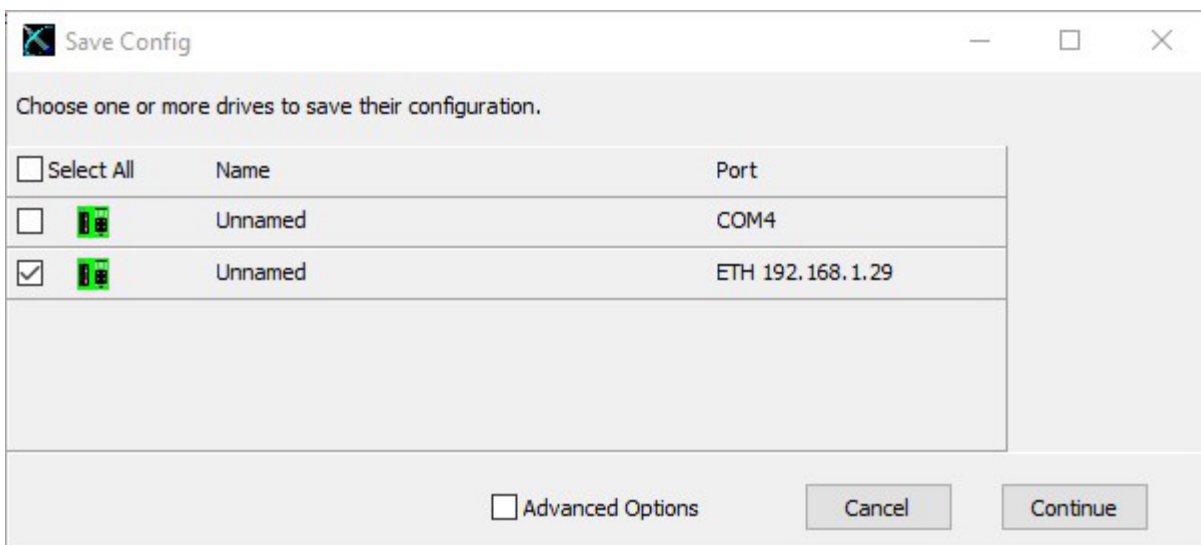 Save Config
Choose one or more drives to save their configuration.
Select All Name Port
Unnamed COM4
Unnamed ETH 192.168.1.29
Advanced Options Cancel Continue